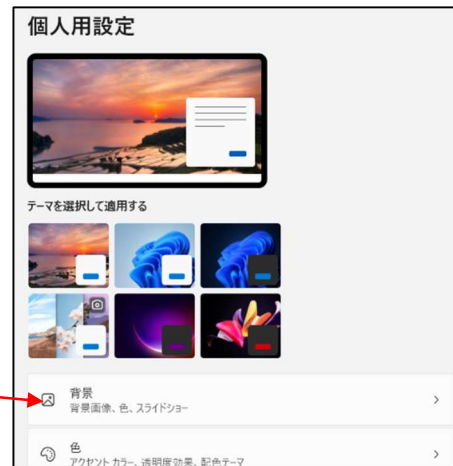 個人用設定
テーマを選択して適用する
背景
背景画像、色、スライドショー
色
アクセント カラー、透明度効果、配色テーマ